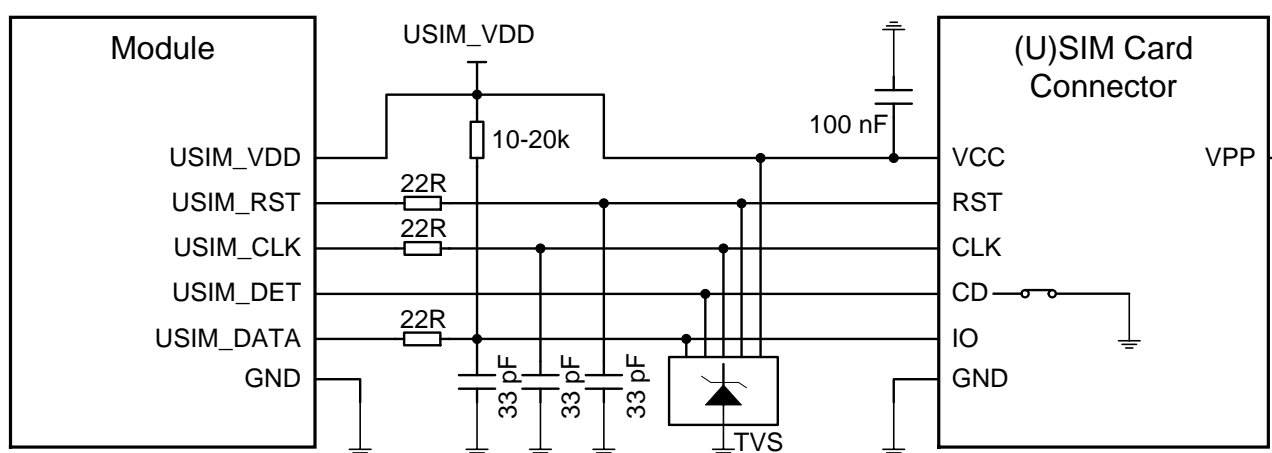 Module
USIM_VDD
(U)SIM Card
Connector
100 nF
10-20k
USIM_VDD
VCC
VPP
22R
USIM_RST
RST
22R
USIM_CLK
CLK
USIM_DET
CD
22R
USIM_DATA
IO
GND
33 pF
33 pF
33 pF
GND
TVS